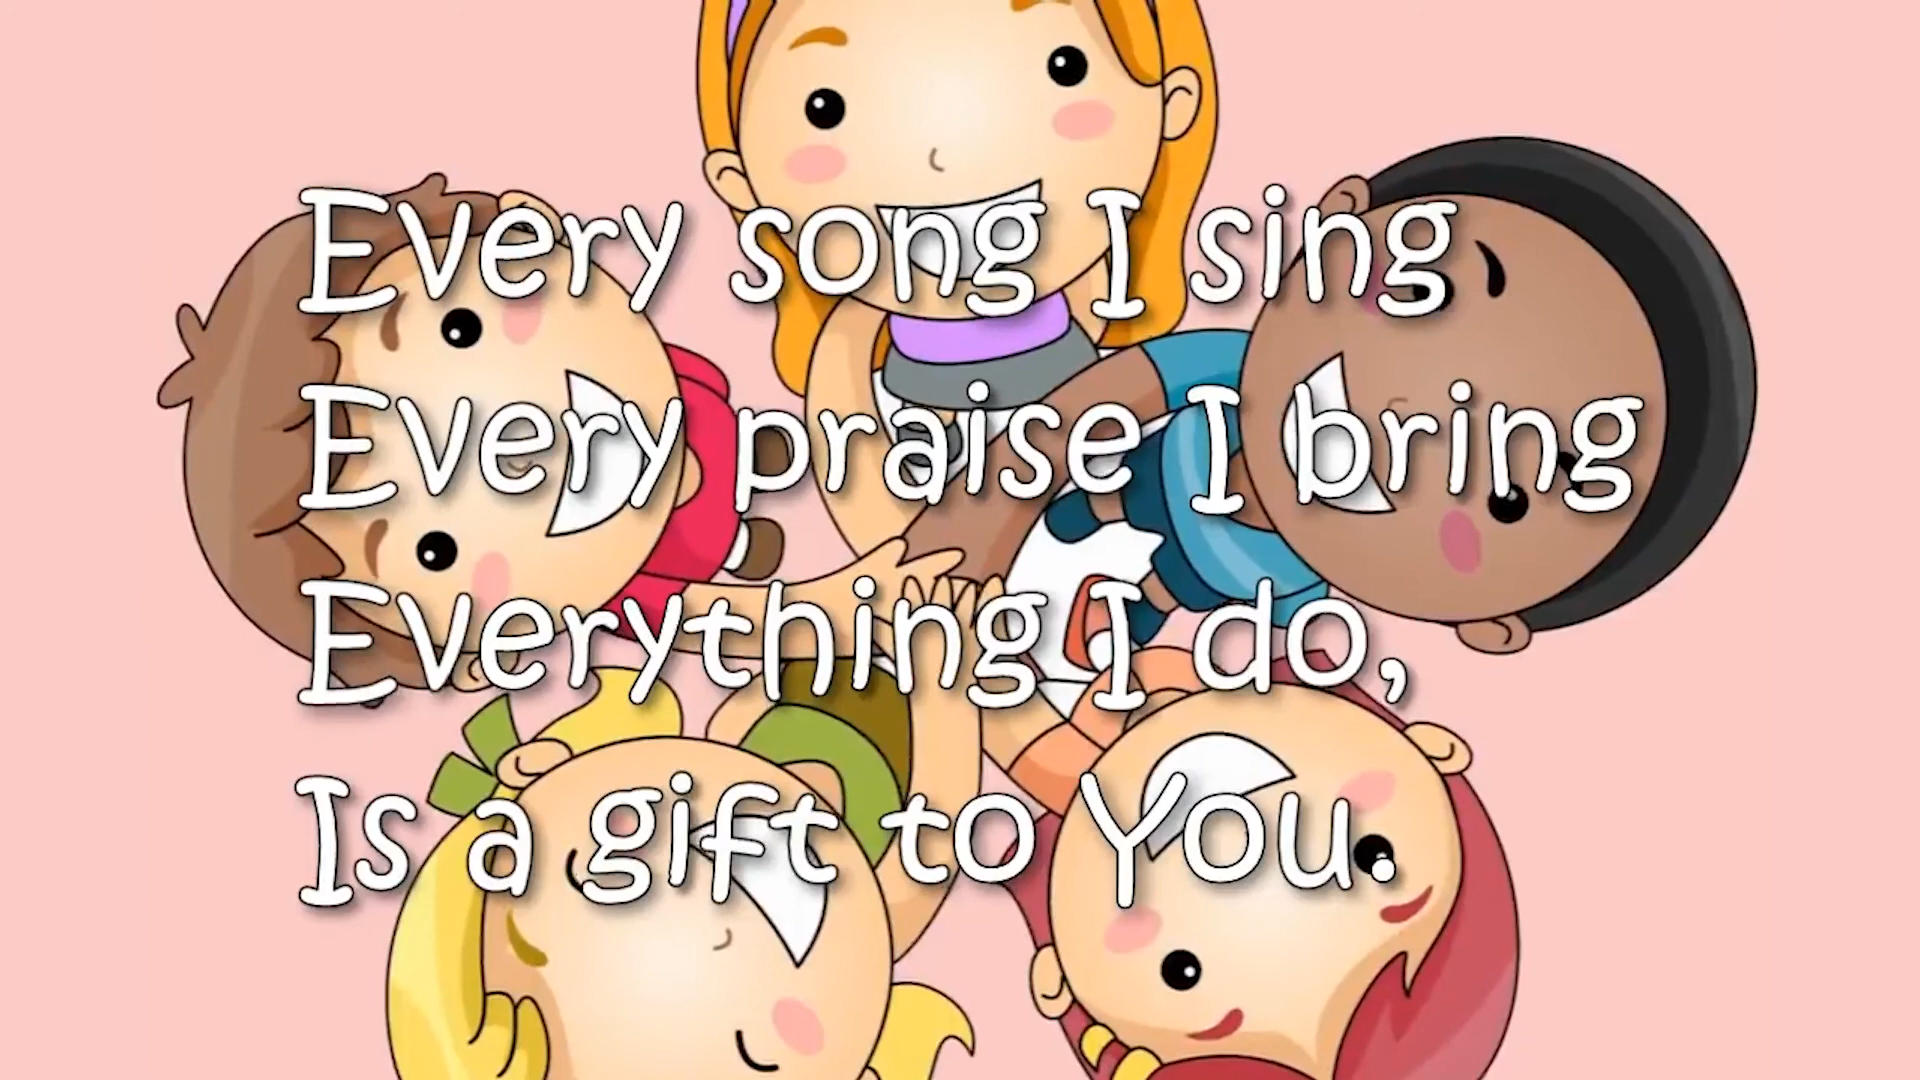 Every song I sing
Every praise I bring
Everything I do,
Is a gift to You.